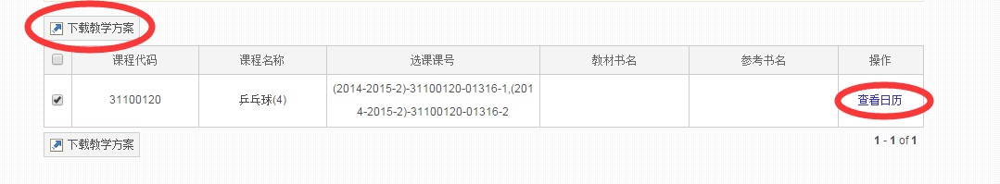 下载教学方案
课程代码 课程名称 选课课号 教材书名 参考书名 操作
31100120 乒乓球(4) (2014-2015-2)-31100120-01316-1,(201 查看日历
4-2015-2)-31100120-01316-2
下载教学方案 1 - 1 of 1